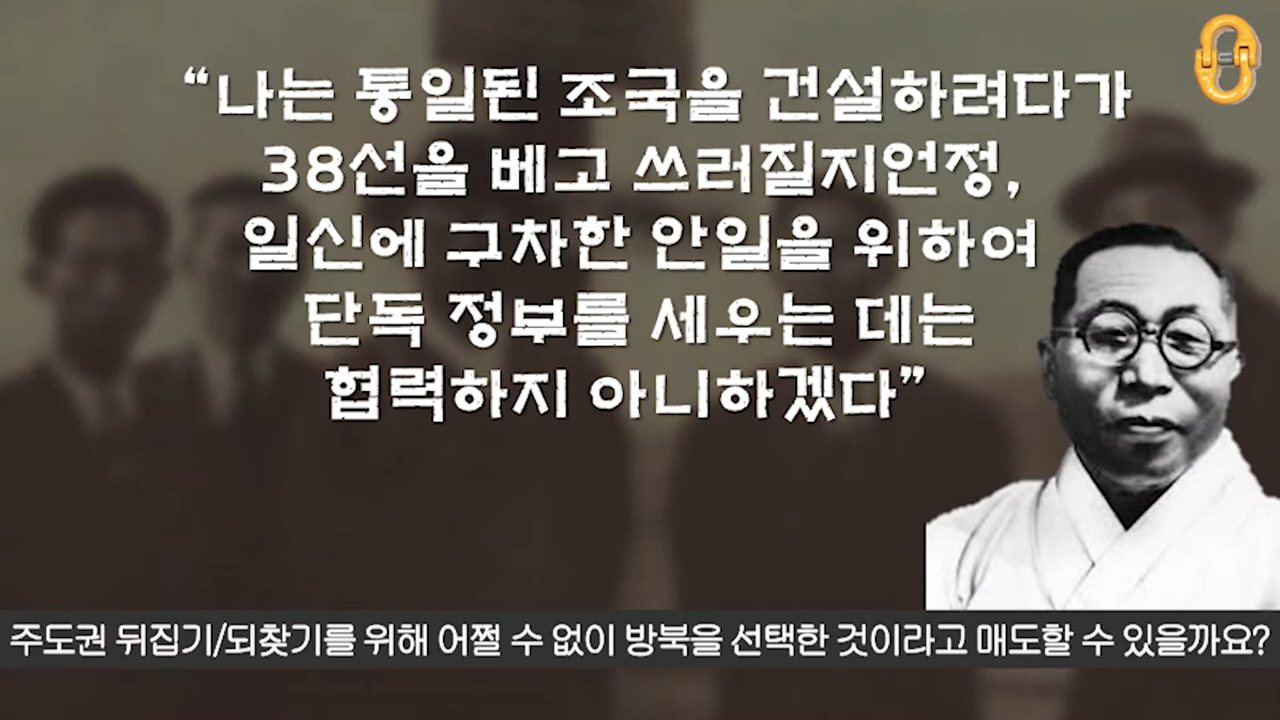 “나는 통일된 조국을 건설하려다가
38선을 베고 쓰러질지언정,
일신에 구차한 안일을 위하여
단독 정부를 세우는 데는
협력하지 아니하겠다”
주도권 뒤집기/되찾기를 위해 어쩔 수 없이 방북을 선택한 것이라고 매도할 수 있을까요?